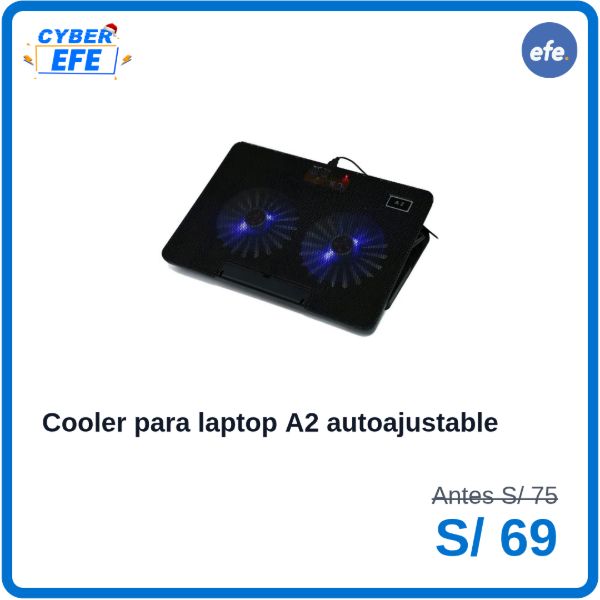 CYBER
EFE
efe.
A2
Cooler para laptop A2 autoajustable
Antes S/ 75
S/ 69